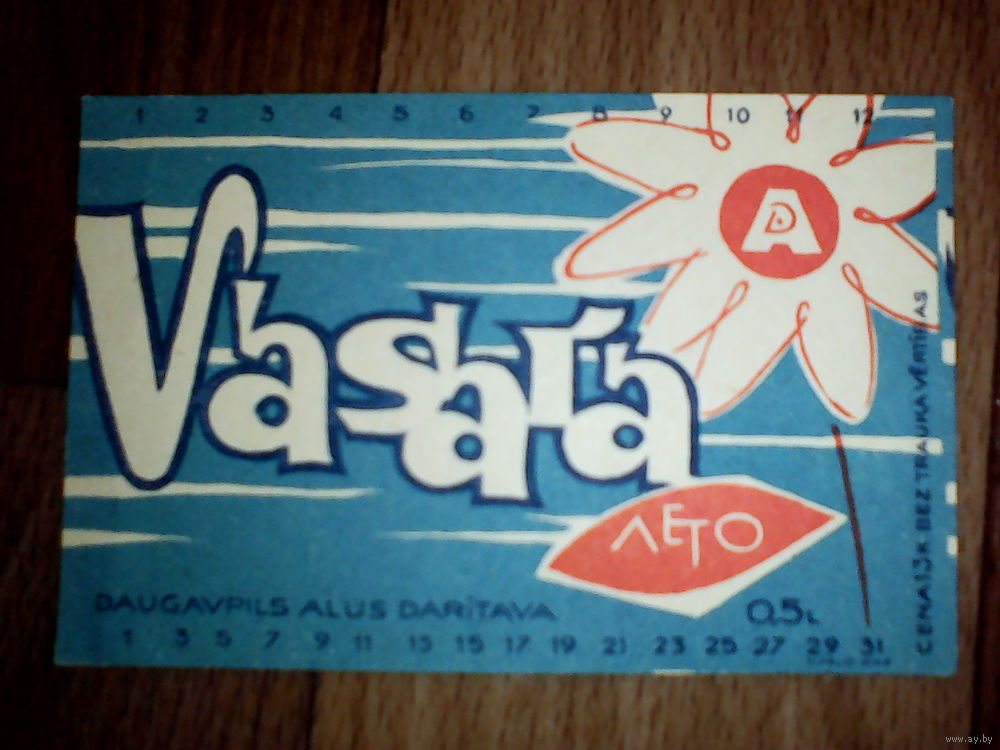 1 2 3 4 5 6 7 8 9 10 11 12
DA
Vasara
ЛЕТО
DAUGAVPILS ALUS DARĪTAVA
0,5L
1 3 5 7 9 11 13 15 17 19 21 23 25 27 29 31
CENA 13K BEZ TRAUKA VĒRTĪBAS
www.ay.by